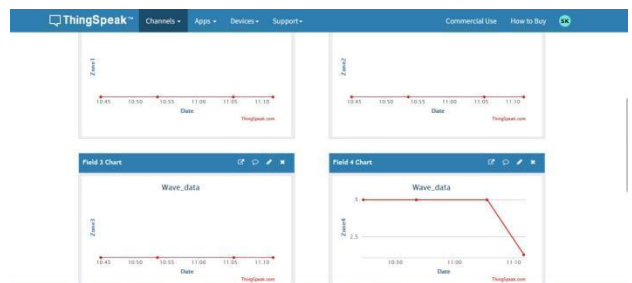 ThingSpeak™ Channels Apps Devices Support Commercial Use How to Buy SK
Zone1
10:45 10:50 10:55 11:00 11:05 11:10
Date
ThingSpeak.com
Zone2
10:45 10:50 10:55 11:00 11:05 11:10
Date
ThingSpeak.com
Field 3 Chart
Wave_data
Zone3
10:45 10:50 10:55 11:00 11:05 11:10
Date
ThingSpeak.com
Field 4 Chart
Wave_data
Zone4
5
2.5
10:50 11:00 11:10
Date
ThingSpeak.com